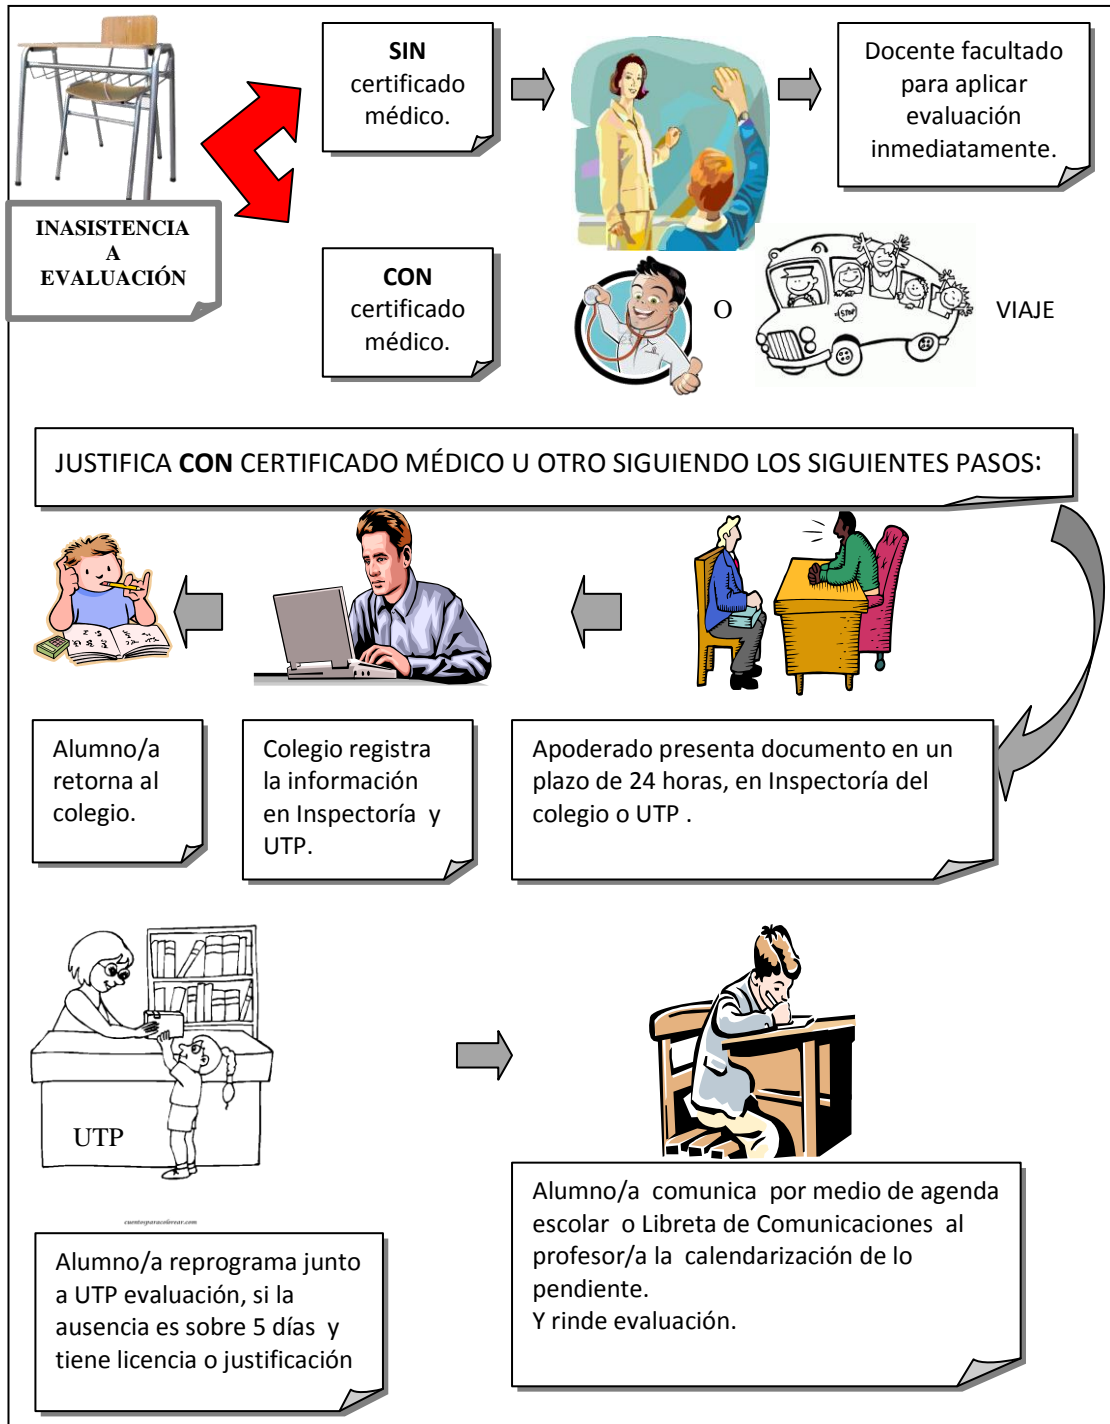 SIN
certificado
médico.
Docente facultado
para aplicar
evaluación
inmediatamente.
INASISTENCIA
A
EVALUACIÓN
CON
certificado
médico.
O
STOP
VIAJE
JUSTIFICA CON CERTIFICADO MÉDICO U OTRO SIGUIENDO LOS SIGUIENTES PASOS:
Alumno/a
retorna al
colegio.
Colegio registra
la información
en Inspectoría y
UTP.
Apoderado presenta documento en un
plazo de 24 horas, en Inspectoría del
colegio o UTP .
UTP
cuentosparacolorear.com
Alumno/a reprograma junto
a UTP evaluación, si la
ausencia es sobre 5 días y
tiene licencia o justificación
Alumno/a comunica por medio de agenda
escolar o Libreta de Comunicaciones al
profesor/a la calendarización de lo
pendiente.
Y rinde evaluación.